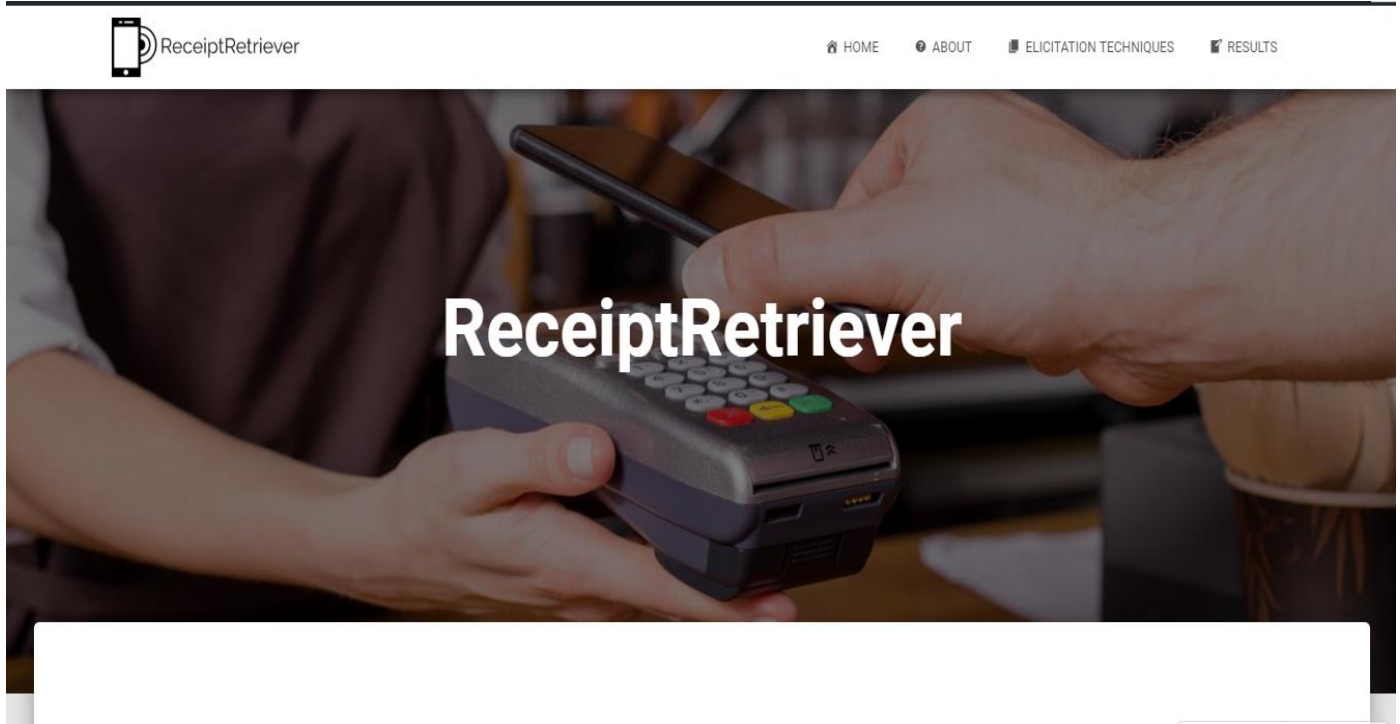 ReceiptRetriever
HOME
ABOUT
ELICITATION TECHNIQUES
RESULTS
ReceiptRetriever